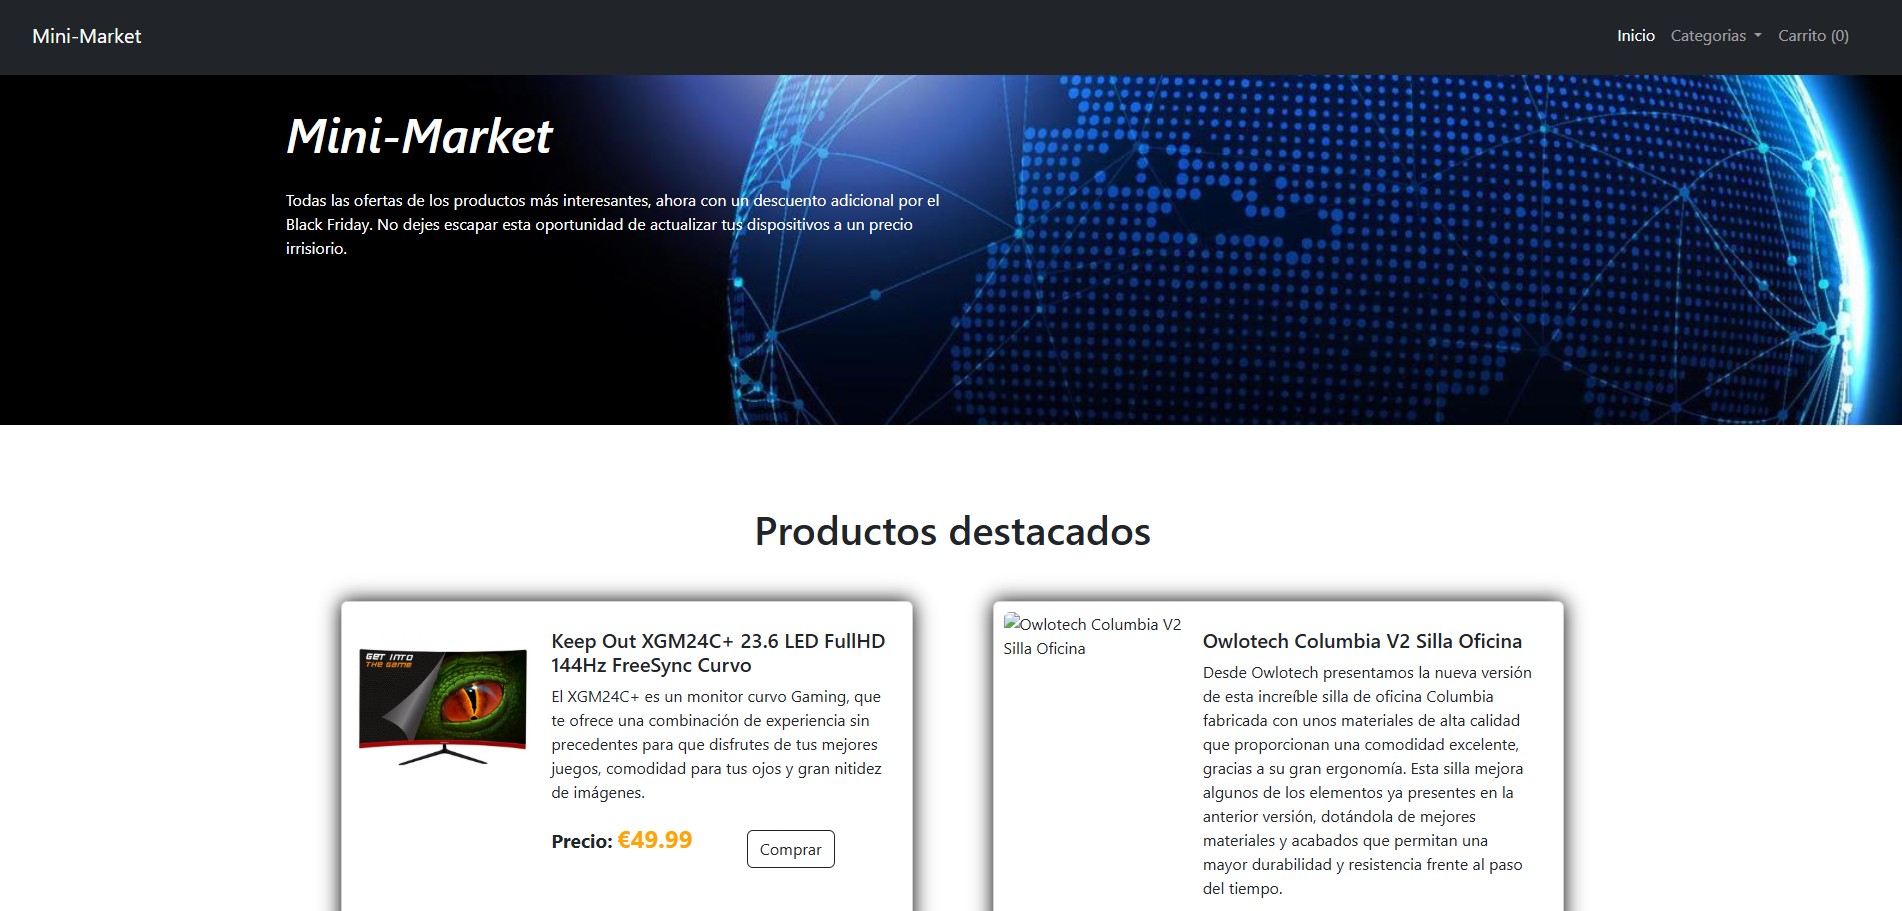 Mini-Market
Inicio Categorias Carrito (0)
Mini-Market
Todas las ofertas de los productos más interesantes, ahora con un descuento adicional por el
Black Friday. No dejes escapar esta oportunidad de actualizar tus dispositivos a un precio
irrisiorio.
Productos destacados
GET INTO
THE GAME
Keep Out XGM24C+ 23.6 LED FullHD
144Hz FreeSync Curvo
El XGM24C+ es un monitor curvo Gaming, que
te ofrece una combinación de experiencia sin
precedentes para que disfrutes de tus mejores
juegos, comodidad para tus ojos y gran nitidez
de imágenes.
Precio: €49.99
Comprar
Owlotech Columbia V2
Silla Oficina
Owlotech Columbia V2 Silla Oficina
Desde Owlotech presentamos la nueva versión
de esta increíble silla de oficina Columbia
fabricada con unos materiales de alta calidad
que proporcionan una comodidad excelente,
gracias a su gran ergonomía. Esta silla mejora
algunos de los elementos ya presentes en la
anterior versión, dotándola de mejores
materiales y acabados que permitan una
mayor durabilidad y resistencia frente al paso
del tiempo.